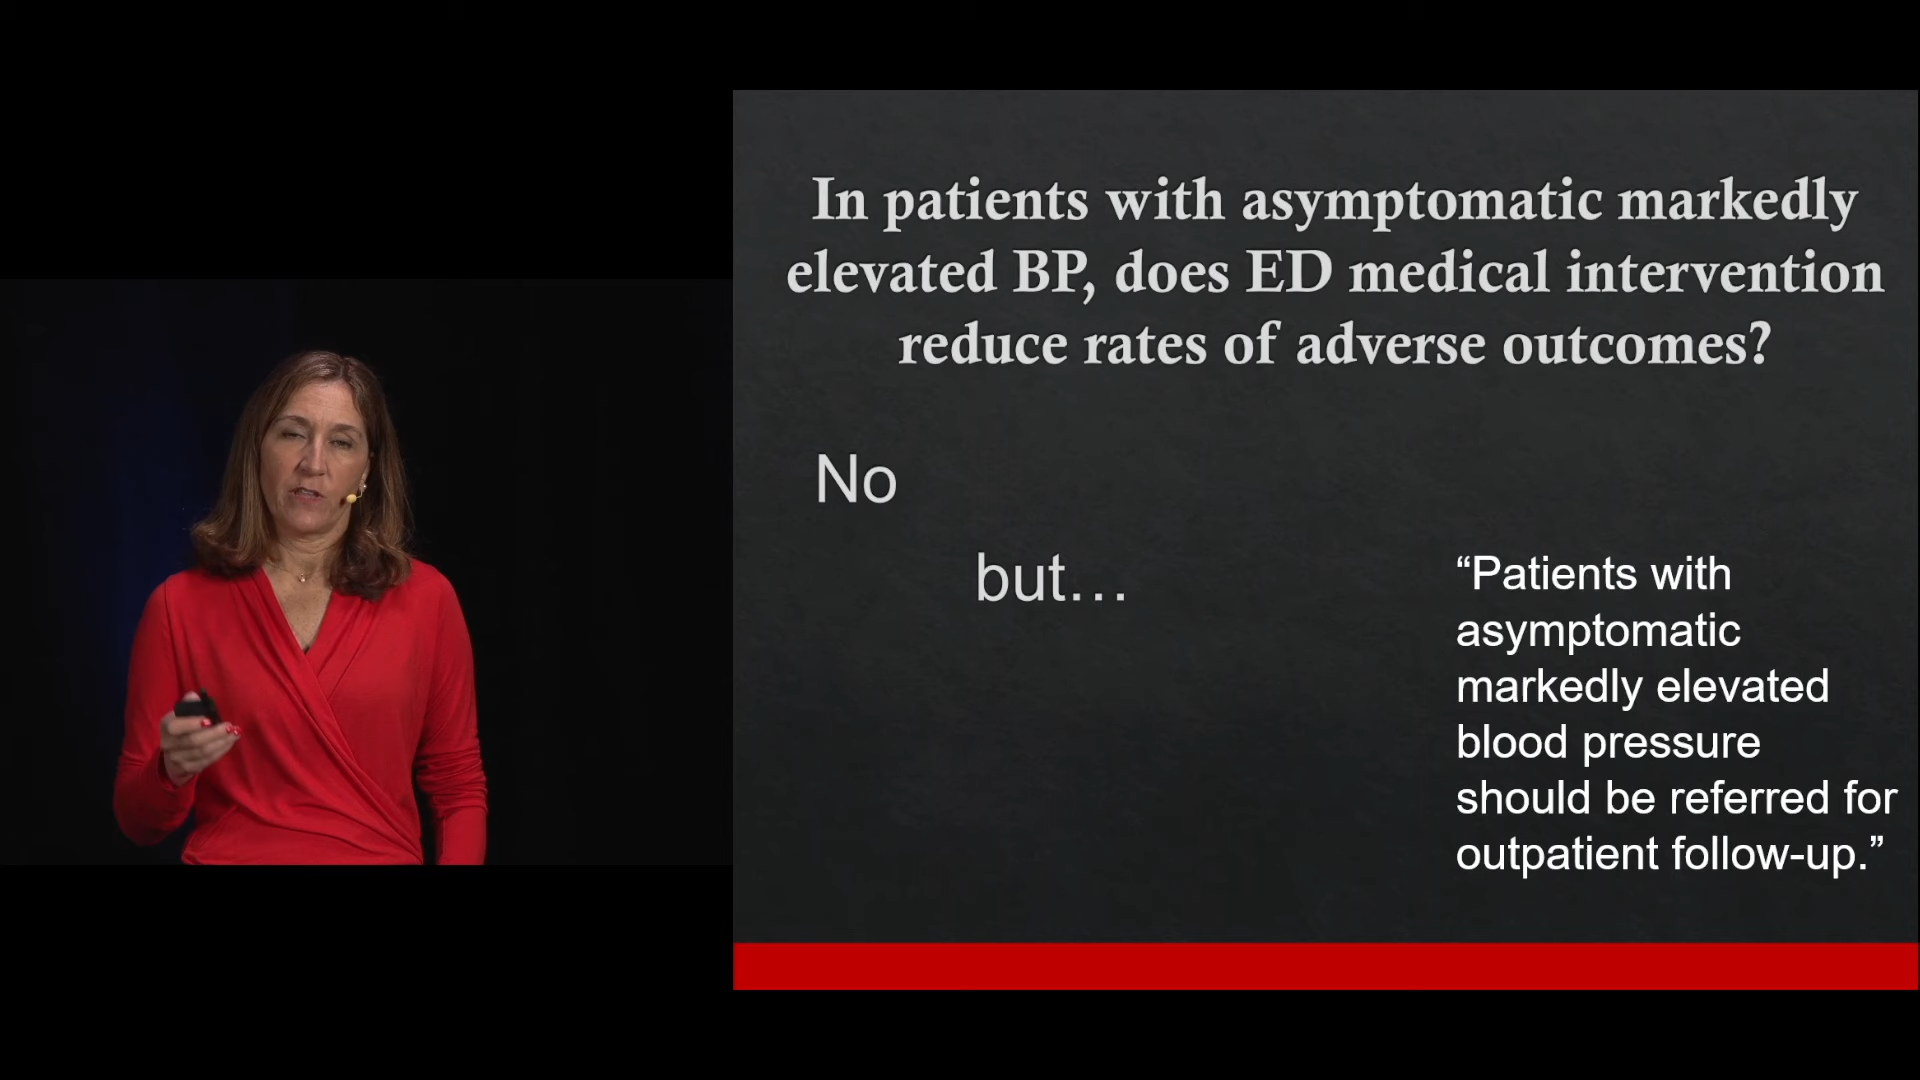 In patients with asymptomatic markedly
elevated BP, does ED medical intervention
reduce rates of adverse outcomes?
No
but…
“Patients with
asymptomatic
markedly elevated
blood pressure
should be referred for
outpatient follow-up.”